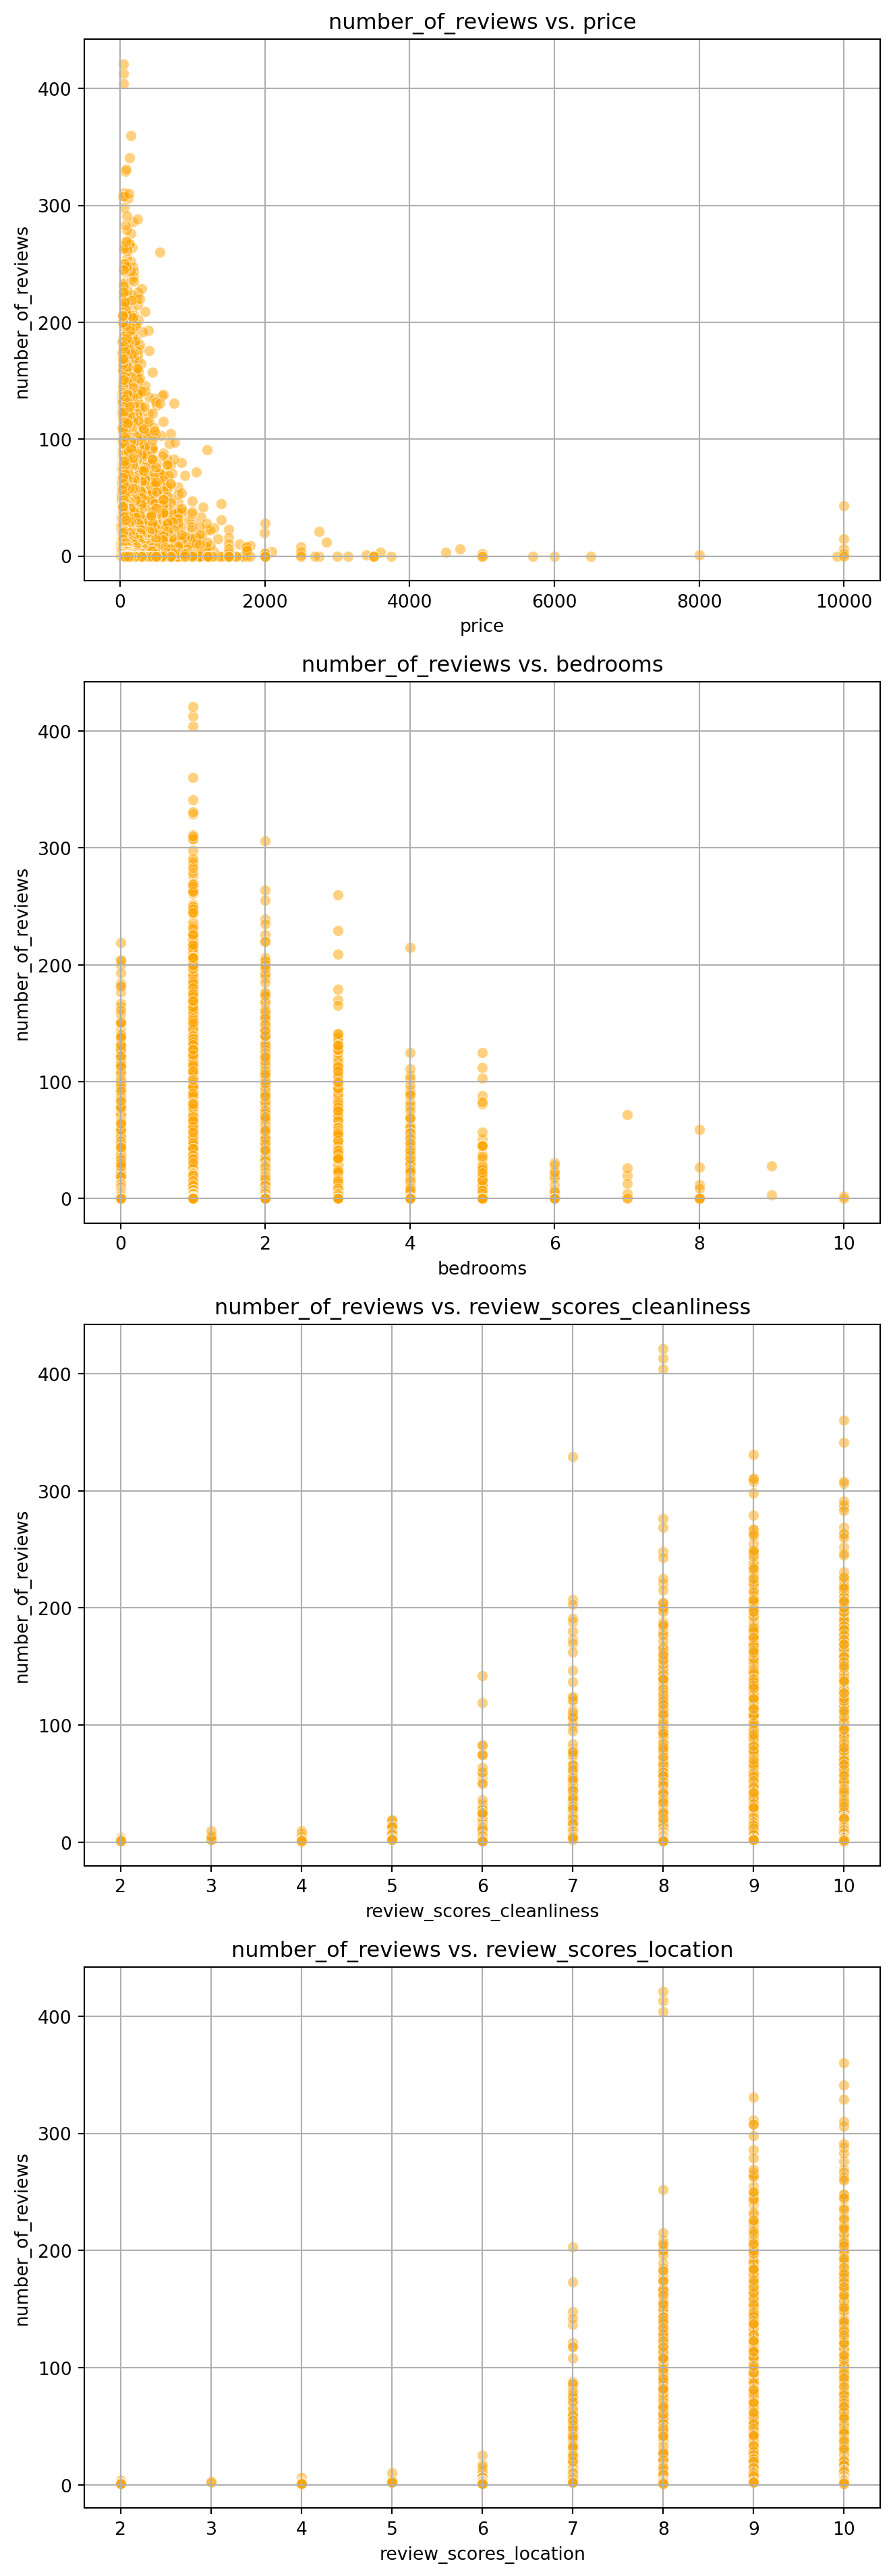 number_of_reviews vs. price
number_of_reviews
400
300
200
100
0
0 2000 4000 6000 8000 10000
price
number_of_reviews vs. bedrooms
number_of_reviews
400
300
200
100
0
0 2 4 6 8 10
bedrooms
number_of_reviews vs. review_scores_cleanliness
number_of_reviews
400
300
200
100
0
2 3 4 5 6 7 8 9 10
review_scores_cleanliness
number_of_reviews vs. review_scores_location
number_of_reviews
400
300
200
100
0
2 3 4 5 6 7 8 9 10
review_scores_location